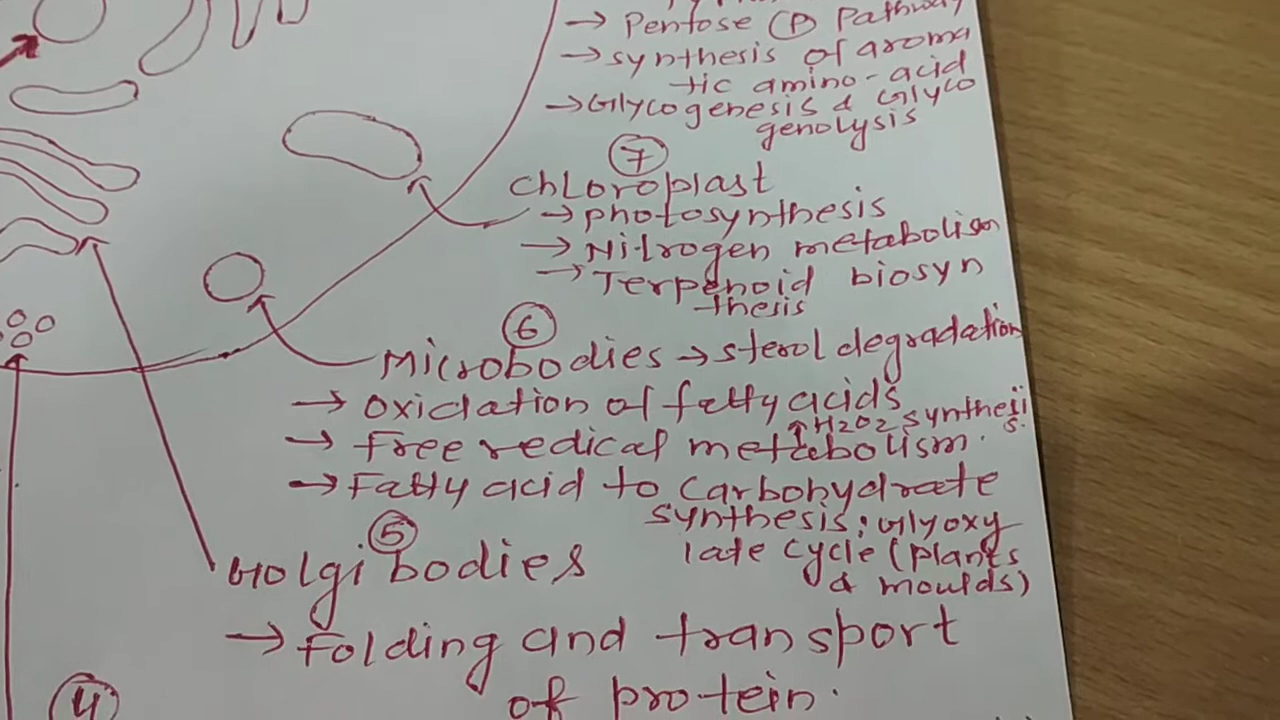 → Pentose (P) Pathway
→ synthesis of aroma
tic amino-acid
→ Glycogenesis & Glyco
genolysis
7
Chloroplast
→ photosynthesis
→ Nitrogen metabolism
→ Terpenoid biosyn
thesis
6
Microbodies → sterol degradation
→ oxidation of fatty acids
↑ H2O2 synthesi
s.
→ Free redical metabolism.
→ Fatty acid to carbohydrate
synthesis: Glyoxy
late cycle (plants
& moulds)
5
Golgi bodies
→ Folding and transport
of protein.
4